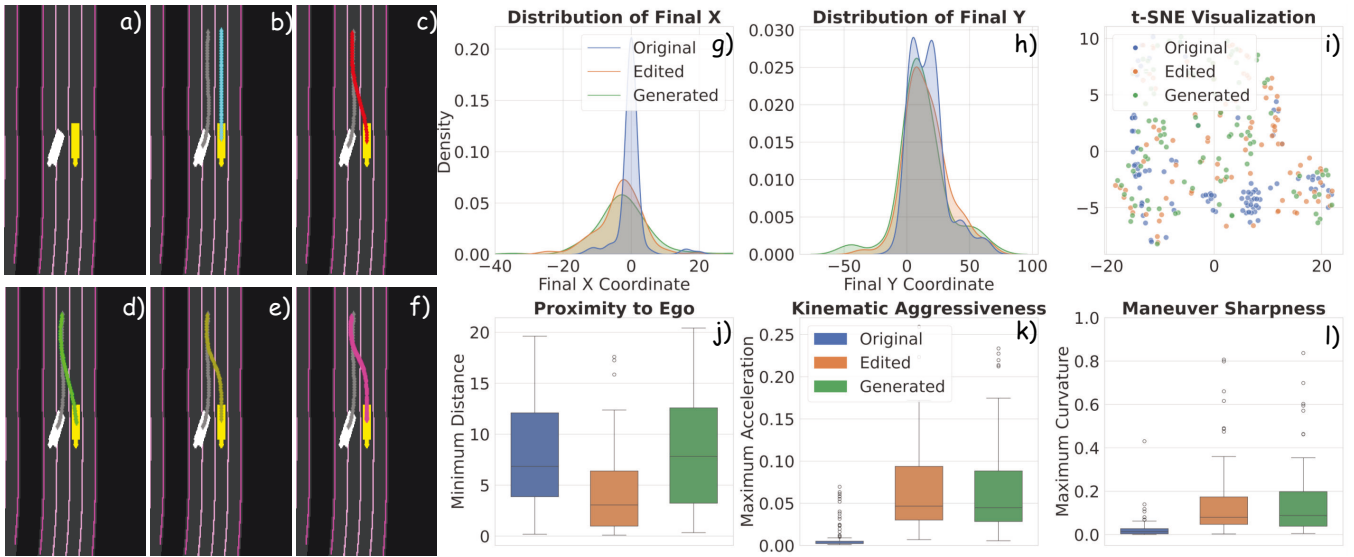 a)
b)
c)
d)
e)
f)
Distribution of Final X
g)
Original
Edited
Generated
0.20
0.15
0.10
0.05
0.00
Density
−40
−20
0
20
Final X Coordinate
Distribution of Final Y
h)
Original
Edited
Generated
0.030
0.025
0.020
0.015
0.010
0.005
0.000
−50
0
50
100
Final Y Coordinate
t-SNE Visualization
i)
Original
Edited
Generated
10
5
0
−5
−20
−10
0
10
20
Proximity to Ego
j)
Minimum Distance
20
15
10
5
0
Kinematic Aggressiveness
k)
Original
Edited
Generated
Maximum Acceleration
0.25
0.20
0.15
0.10
0.05
0.00
Maneuver Sharpness
l)
Maximum Curvature
1.0
0.8
0.6
0.4
0.2
0.0